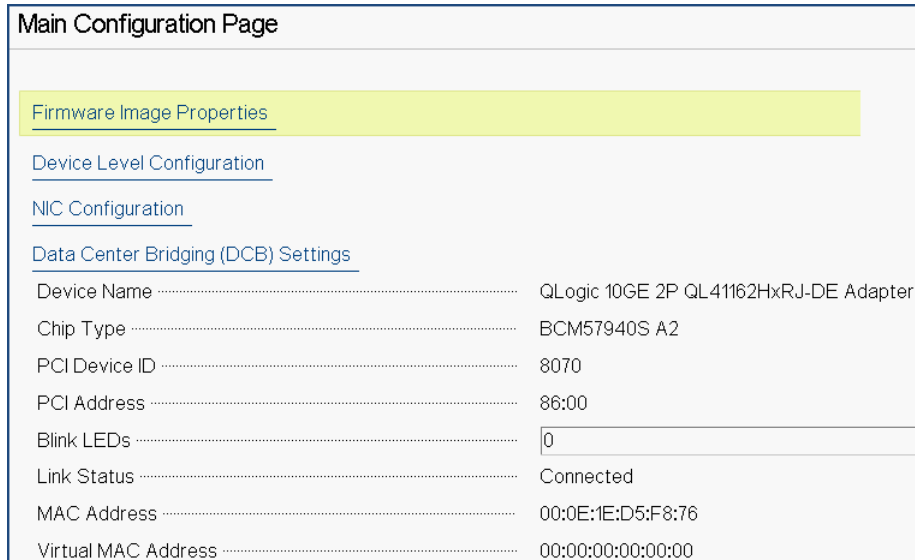 Main Configuration Page
Firmware Image Properties
Device Level Configuration
NIC Configuration
Data Center Bridging (DCB) Settings
Device Name QLogic 10GE 2P QL41162HxRJ-DE Adapter
Chip Type BCM57940S A2
PCI Device ID 8070
PCI Address 86:00
Blink LEDs 0
Link Status Connected
MAC Address 00:0E:1E:D5:F8:76
Virtual MAC Address 00:00:00:00:00:00